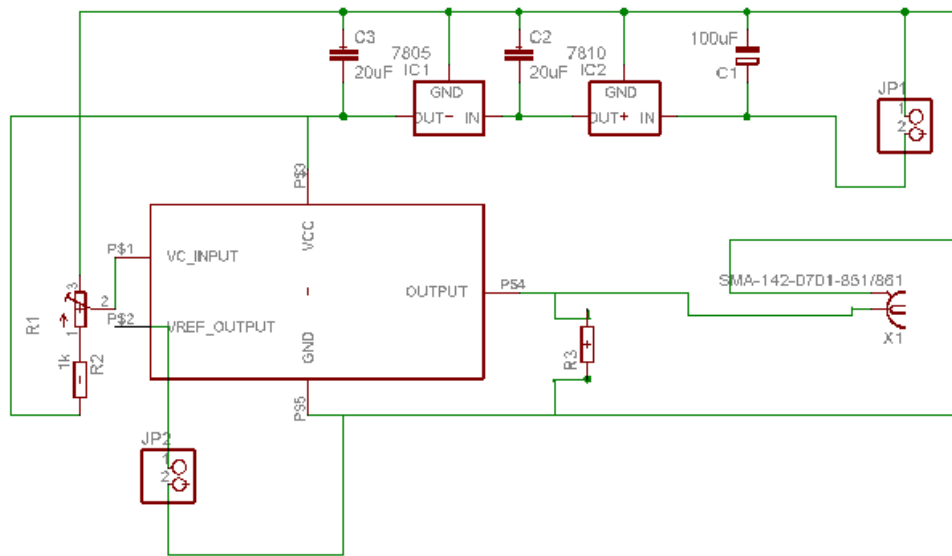 C3
20uF
7805
IC1
GND
OUT- IN
C2
20uF
7810
IC2
GND
OUT+ IN
100uF
C1
JP1
1
2
P$3
VCC
P$1
VC_INPUT
OUTPUT
P$4
P$2
VREF_OUTPUT
GND
P$5
R1
3
2
1
1k
R2
R3
SMA-142-0701-851/861
X1
JP2
1
2